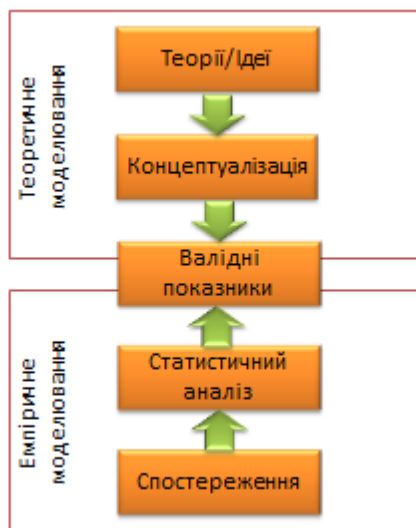 Теоретичне
моделювання
Теорії/Ідеї
Концептуалізація
Валідні
показники
Емпіричне
моделювання
Статистичний
аналіз
Спостереження